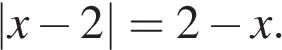 |x − 2| = 2 − x.